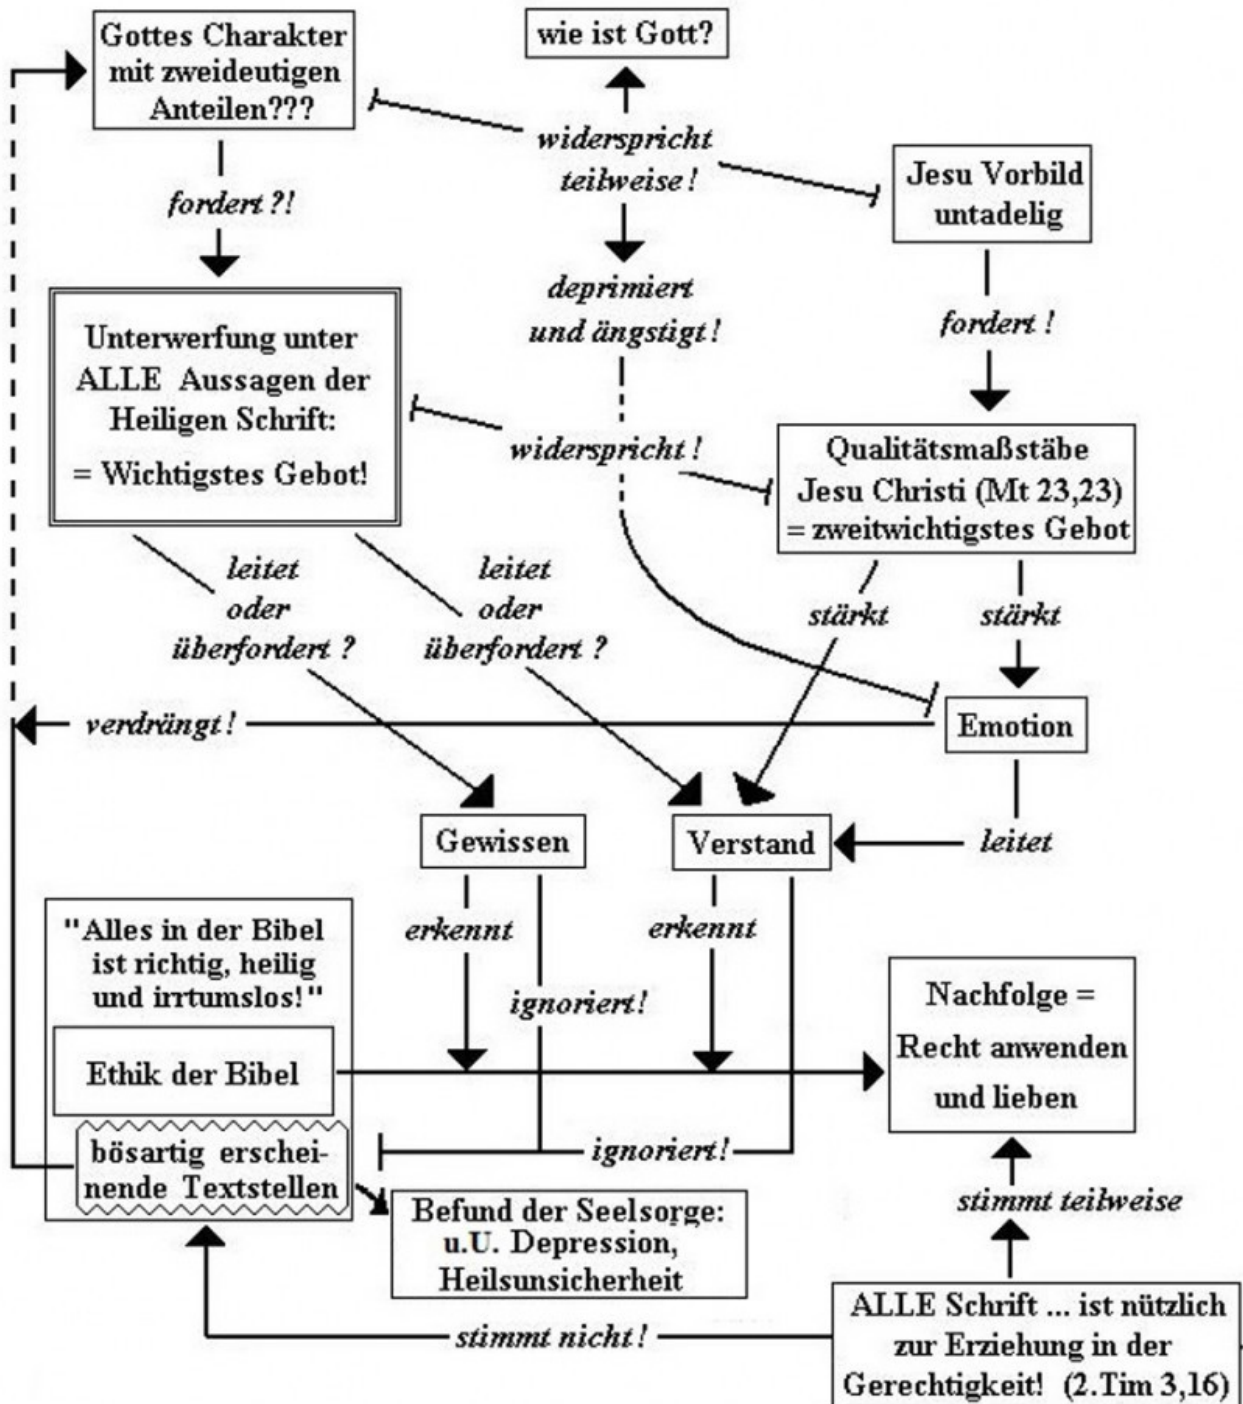 Gottes Charakter
mit zweideutigen
Anteilen???
wie ist Gott?
widerspricht
teilweise!
Jesu Vorbild
untadelig
fordert ?!
deprimiert
und ängstigt!
fordert !
Unterwerfung unter
ALLE Aussagen der
Heiligen Schrift:
= Wichtigstes Gebot!
widerspricht !
Qualitätsmaßstäbe
Jesu Christi (Mt 23,23)
= zweitwichtigstes Gebot
leitet
oder
überfordert ?
leitet
oder
überfordert ?
stärkt
stärkt
verdrängt !
Emotion
Gewissen
Verstand
leitet
"Alles in der Bibel
ist richtig, heilig
und irrtumslos!"
erkennt
erkennt
ignoriert!
Nachfolge =
Recht anwenden
und lieben
Ethik der Bibel
bösartig erschei-
nende Textstellen
ignoriert!
Befund der Seelsorge:
u.U. Depression,
Heilsunsicherheit
stimmt teilweise
stimmt nicht !
ALLE Schrift ... ist nützlich
zur Erziehung in der
Gerechtigkeit! (2.Tim 3,16)